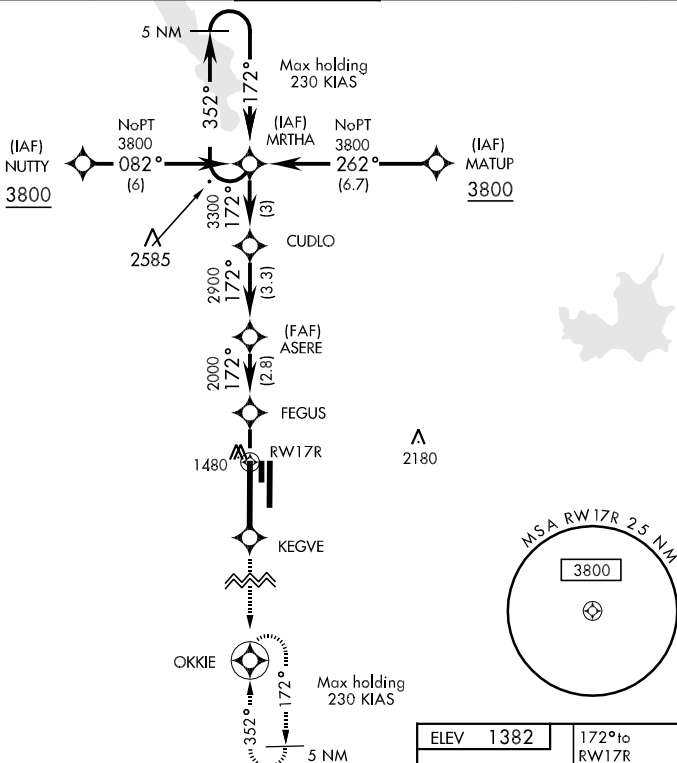 5 NM
Max holding
230 KIAS
352°
172°
(IAF)
MRTHA
NoPT
3800
082°
(6)
(IAF)
NUTTY
3800
NoPT
3800
262°
(6.7)
(IAF)
MATUP
3800
2585
3300
172°
(3)
CUDLO
2900
172°
(3.3)
(FAF)
ASERE
2000
172°
(2.8)
FEGUS
1480
RW17R
2180
KEGVE
MSA RW17R 25 NM
3800
OKKIE
Max holding
230 KIAS
352°
172°
5 NM
ELEV 1382
172° to
RW17R